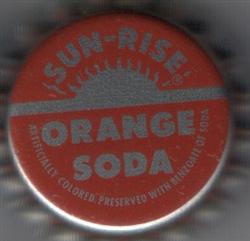 SUN-RISE
®
ORANGE
SODA
ARTIFICIALLY COLORED. PRESERVED WITH BENZOATE OF SODA